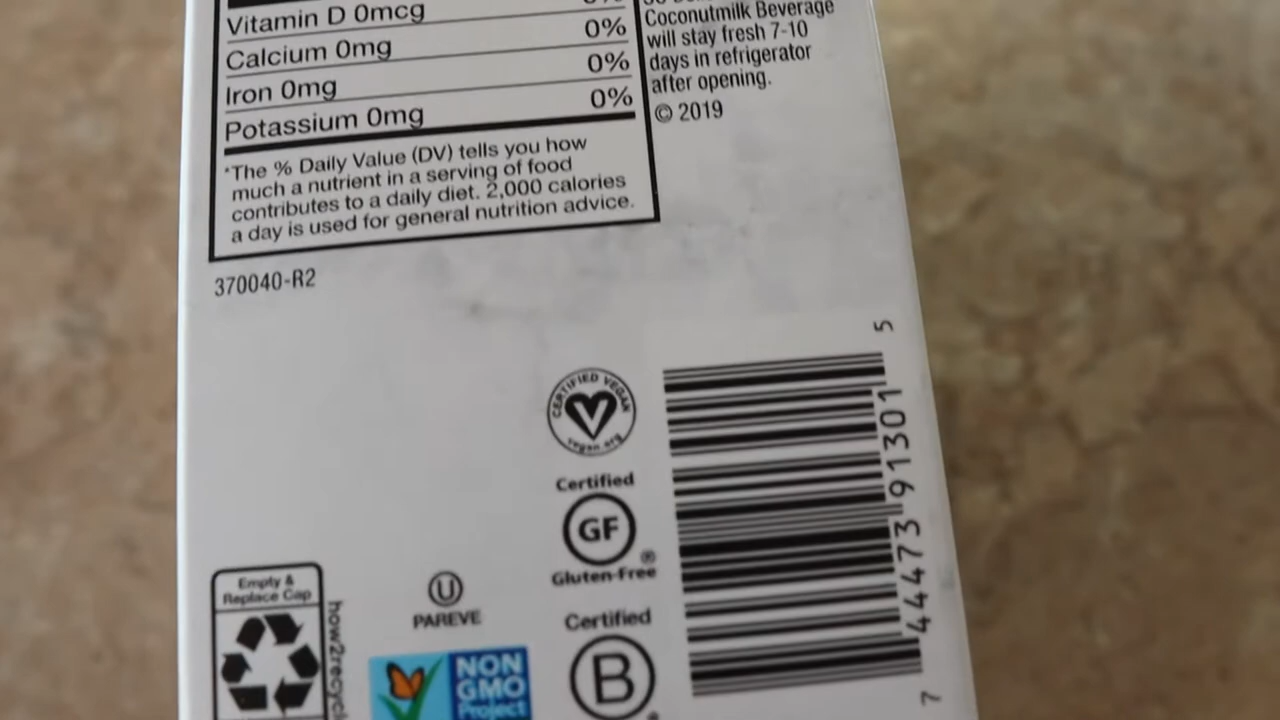 Vitamin D 0mcg
Calcium 0mg 0%
Iron 0mg 0%
Potassium 0mg 0%
*The % Daily Value (DV) tells you how
much a nutrient in a serving of food
contributes to a daily diet. 2,000 calories
a day is used for general nutrition advice.
370040-R2
Coconutmilk Beverage
will stay fresh 7-10
days in refrigerator
after opening.
© 2019
CERTIFIED VEGAN
V
vegan.org
Certified
GF
®
Gluten-Free
Certified
B
U
PAREVE
NON
GMO
Project
Empty &
Replace Cap
how2recycl
7 44473 91301 5